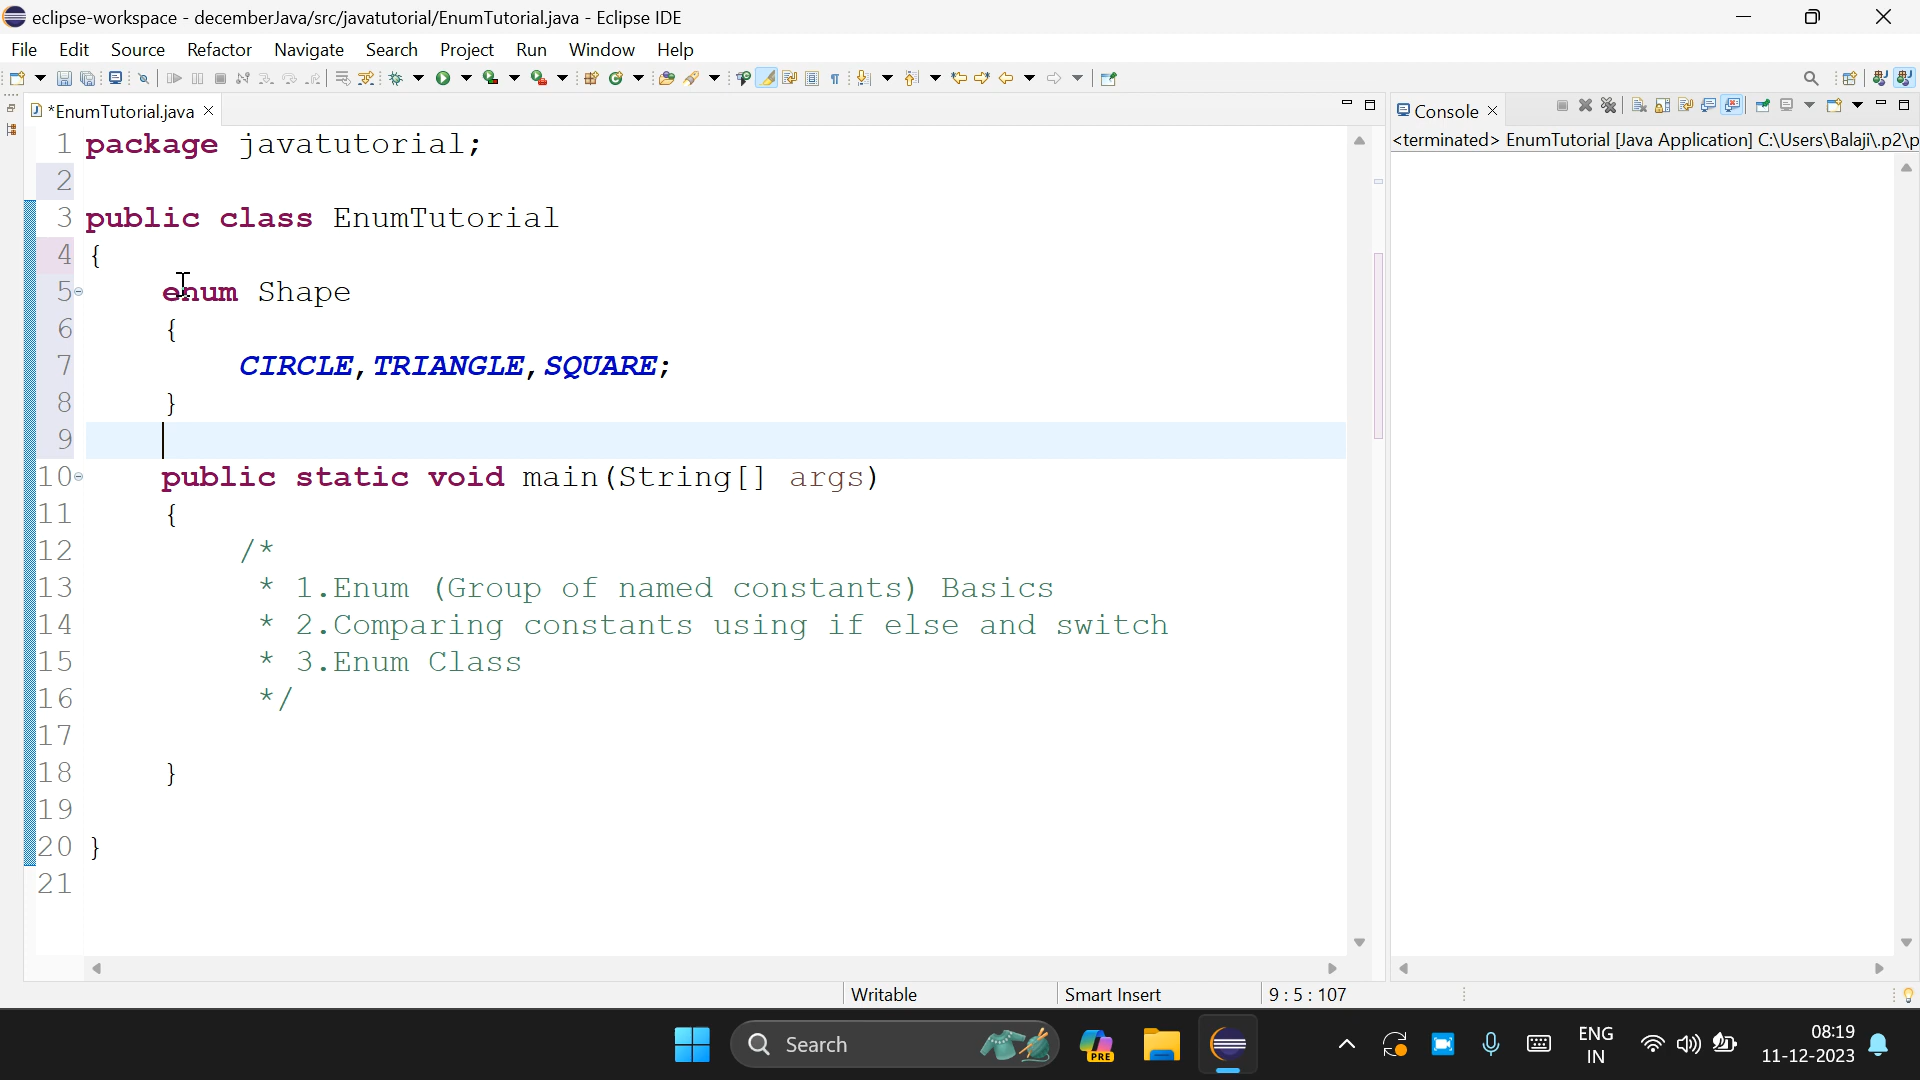 eclipse-workspace - decemberJava/src/javatutorial/EnumTutorial.java - Eclipse IDE
File Edit Source Refactor Navigate Search Project Run Window Help
*EnumTutorial.java
Console
<terminated> EnumTutorial [Java Application] C:\Users\Balaji\.p2\p
1 package javatutorial;
2
3 public class EnumTutorial
4 {
5 enum Shape
6 {
7 CIRCLE,TRIANGLE,SQUARE;
8 }
9
10 public static void main(String[] args)
11 {
12 /*
13 * 1.Enum (Group of named constants) Basics
14 * 2.Comparing constants using if else and switch
15 * 3.Enum Class
16 */
17
18 }
19
20 }
21
Writable Smart Insert 9 : 5 : 107
Search
PRE
ENG
IN
08:19
11-12-2023